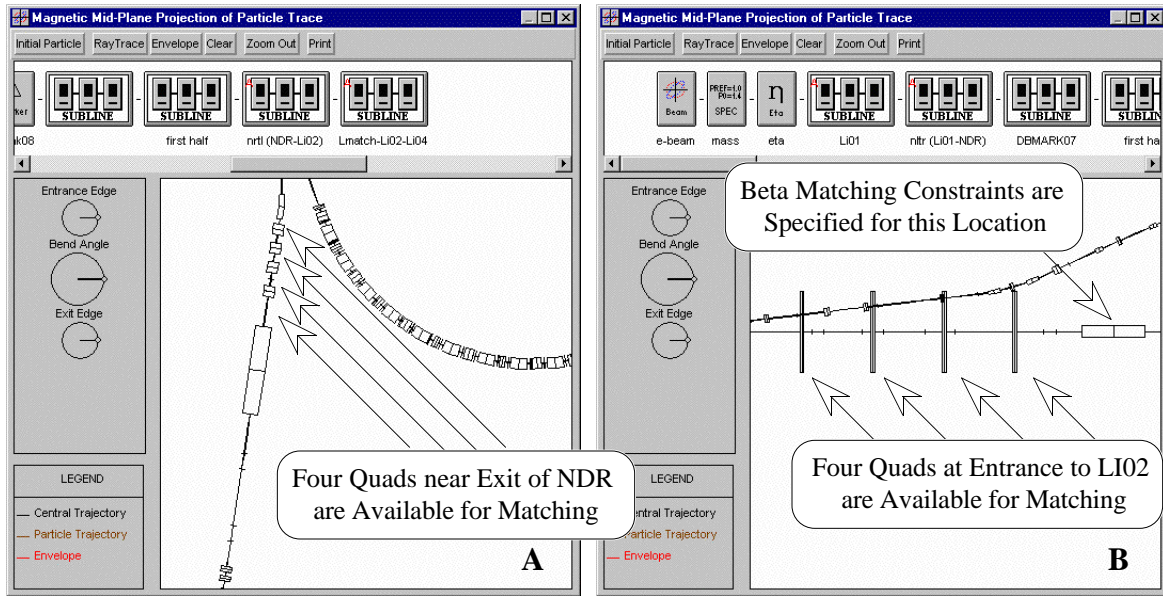 Magnetic Mid-Plane Projection of Particle Trace
Initial Particle RayTrace Envelope Clear Zoom Out Print
SUBLINE SUBLINE SUBLINE SUBLINE
first half nrtl (NDR-Li02) Lmatch-Li02-Li04
Entrance Edge
Bend Angle
Exit Edge
LEGEND
Central Trajectory
Particle Trajectory
Envelope
Four Quads near Exit of NDR
are Available for Matching
A
Magnetic Mid-Plane Projection of Particle Trace
Initial Particle RayTrace Envelope Clear Zoom Out Print
Beam
PREF=1.0
SPEC
η
Eta
SUBLINE SUBLINE SUBLINE SUBLINE
e-beam mass eta Li01 nltr (Li01-NDR) DBMARK07 first ha
Entrance Edge
Bend Angle
Exit Edge
Beta Matching Constraints are
Specified for this Location
Four Quads at Entrance to LI02
are Available for Matching
LEGEND
Central Trajectory
Particle Trajectory
Envelope
B